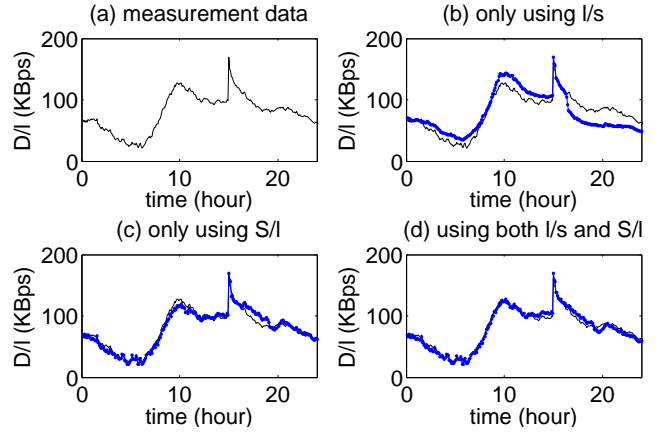 (a) measurement data
200
100
0
D/l (KBps)
0
10
20
time (hour)
(b) only using l/s
200
100
0
D/l (KBps)
0
10
20
time (hour)
(c) only using S/l
200
100
0
D/l (KBps)
0
10
20
time (hour)
(d) using both l/s and S/l
200
100
0
D/l (KBps)
0
10
20
time (hour)